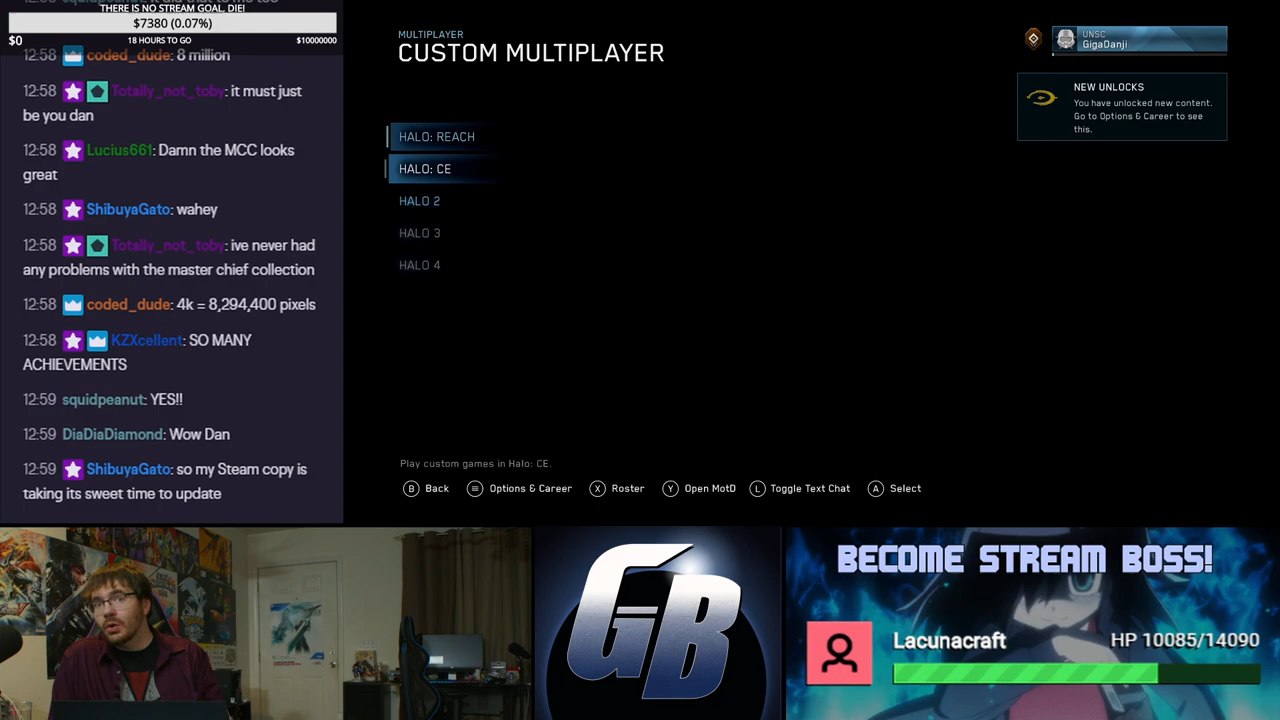 THERE IS NO STREAM GOAL, DIE!
$7380 (0.07%)
$0
18 HOURS TO GO
$10000000
12:58 coded_dude: 8 million
12:58 Totally_not_toby: it must just
be you dan
12:58 Lucius661: Damn the MCC looks
great
12:58 ShibuyaGato: wahey
12:58 Totally_not_toby: ive never had
any problems with the master chief collection
12:58 coded_dude: 4k = 8,294,400 pixels
12:58 KZXcellent: SO MANY
ACHIEVEMENTS
12:59 squidpeanut: YES!!
12:59 DiaDiaDiamond: Wow Dan
12:59 ShibuyaGato: so my Steam copy is
taking its sweet time to update
MULTIPLAYER
CUSTOM MULTIPLAYER
HALO: REACH
HALO: CE
HALO 2
HALO 3
HALO 4
UNSC
GigaDanji
NEW UNLOCKS
You have unlocked new content.
Go to Options & Career to see
this.
Play custom games in Halo: CE.
B Back
Options & Career
X Roster
Y Open MotD
L Toggle Text Chat
A Select
GB
BECOME STREAM BOSS!
Lacunacraft
HP 10085/14090